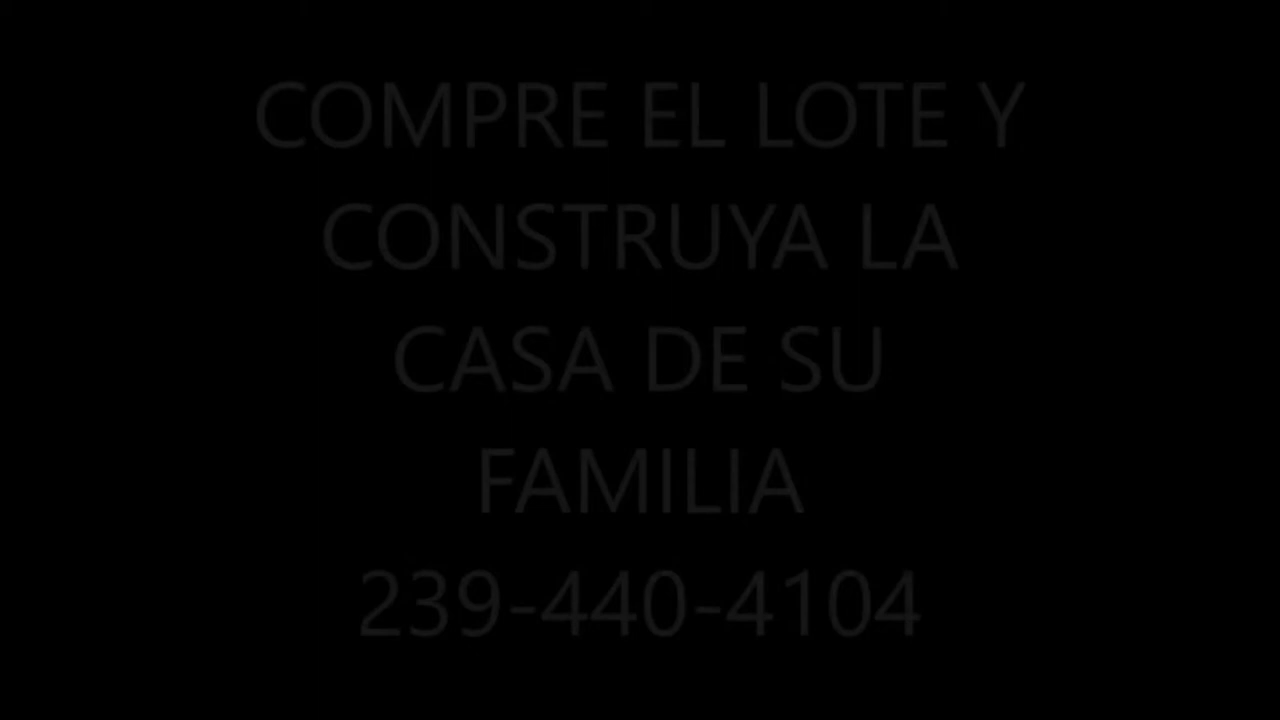 COMPRE EL LOTE Y
CONSTRUYA LA
CASA DE SU
FAMILIA
239-440-4104